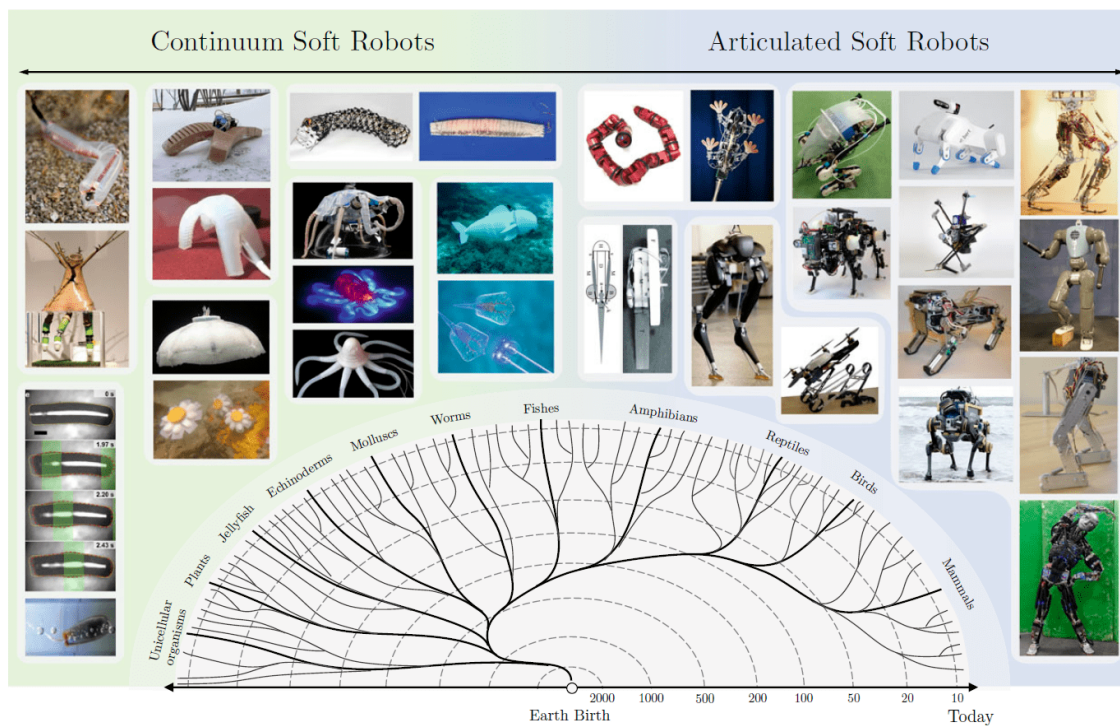 Continuum Soft Robots
Articulated Soft Robots
0 s
1.97 s
2.20 s
2.43 s
Unicellular
organisms
Plants
Jellyfish
Echinoderms
Molluscs
Worms
Fishes
Amphibians
Reptiles
Birds
Mammals
2000 1000 500 200 100 50 20 10
Earth Birth
Today